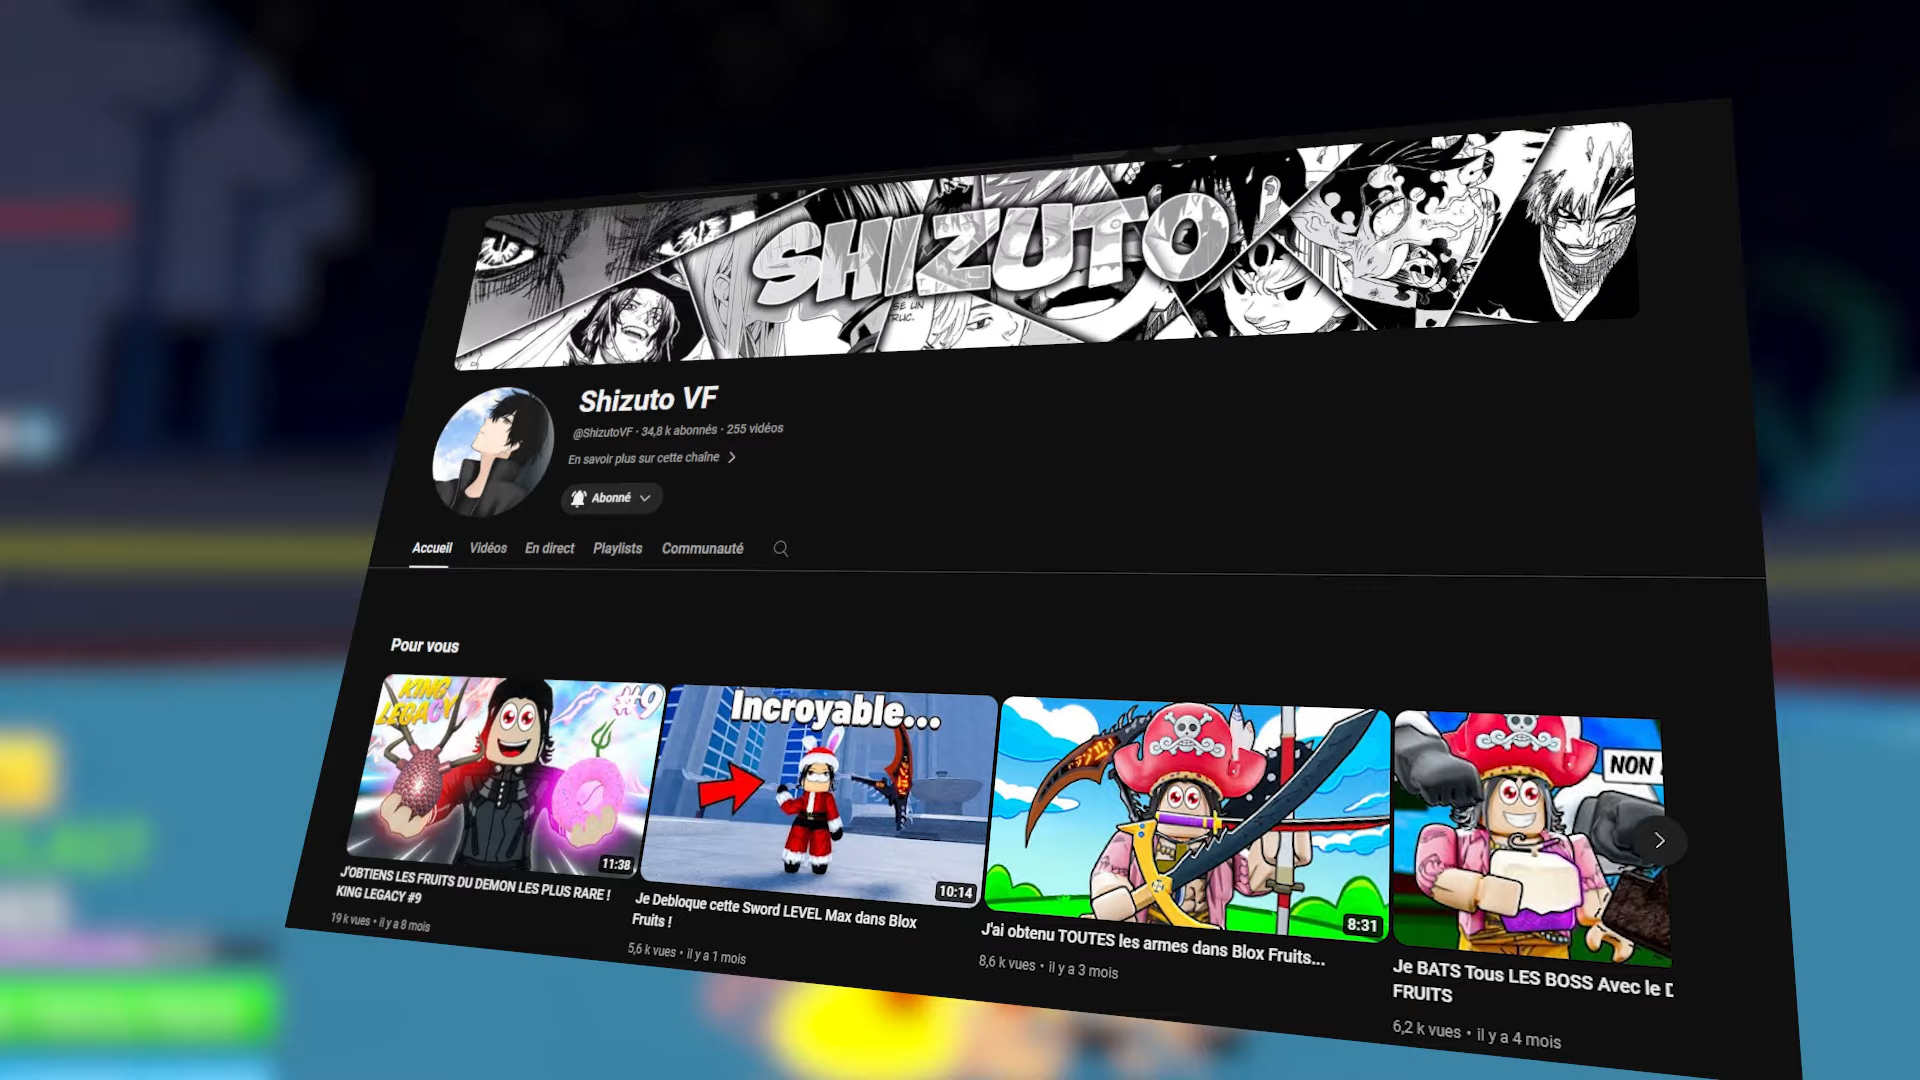 SHIZUTO
SE UN
TRUC.
Shizuto VF
@ShizutoVF · 34,8 k abonnés · 255 vidéos
En savoir plus sur cette chaîne
Abonné
Accueil Vidéos En direct Playlists Communauté
Pour vous
KING LEGACY #9
11:38
Incroyable...
10:14
8:31
NON
J'OBTIENS LES FRUITS DU DEMON LES PLUS RARE !
KING LEGACY #9
19 k vues • il y a 8 mois
Je Debloque cette Sword LEVEL Max dans Blox
Fruits !
5,6 k vues • il y a 1 mois
J'ai obtenu TOUTES les armes dans Blox Fruits...
8,6 k vues • il y a 3 mois
Je BATS Tous LES BOSS Avec le D
FRUITS
6,2 k vues • il y a 4 mois